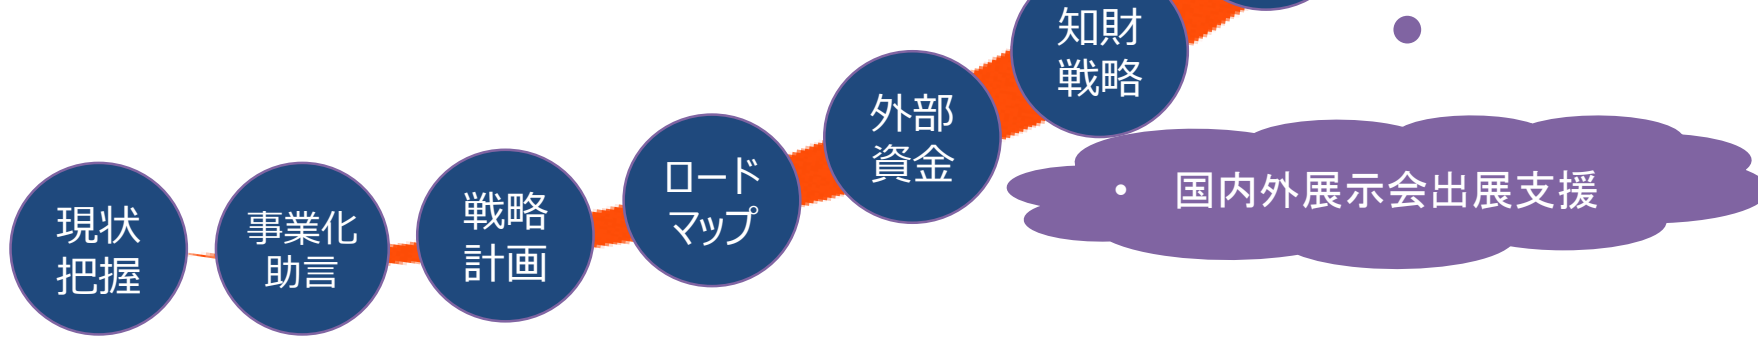 現状
把握
事業化
助言
戦略
計画
ロード
マップ
外部
資金
知財
戦略
• 国内外展示会出展支援